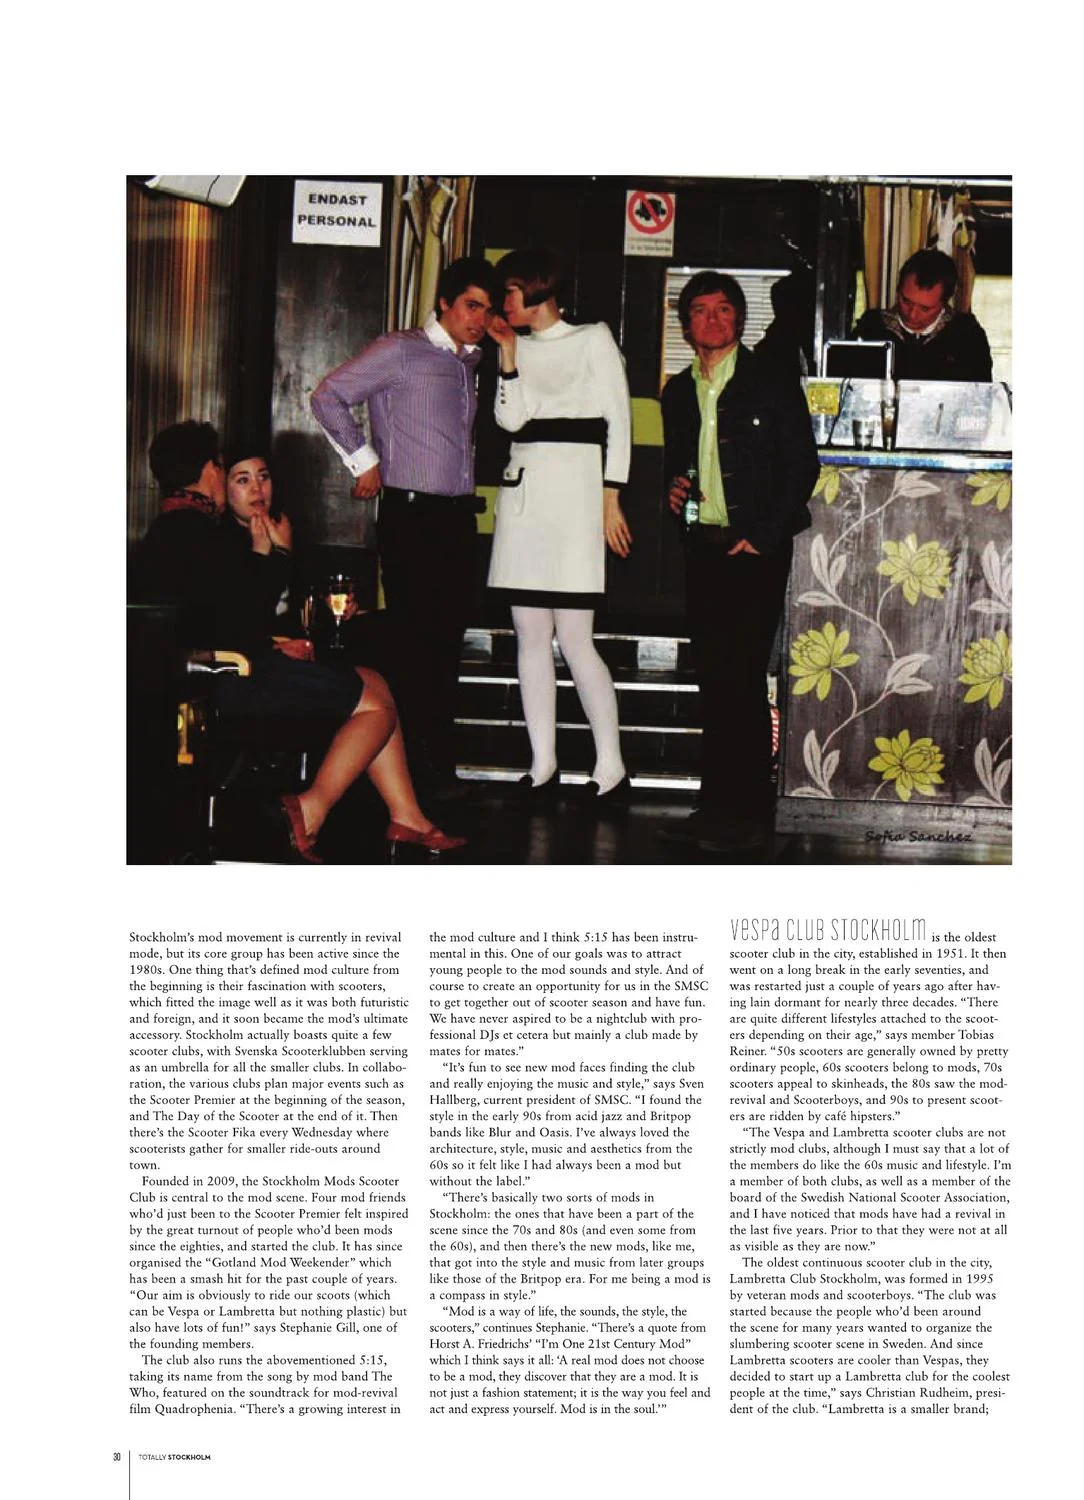 ENDAST
PERSONAL
Sofia Sanchez
Stockholm's mod movement is currently in revival
mode, but its core group has been active since the
1980s. One thing that's defined mod culture from
the beginning is their fascination with scooters,
which fitted the image well as it was both futuristic
and foreign, and it soon became the mod's ultimate
accessory. Stockholm actually boasts quite a few
scooter clubs, with Svenska Scooterklubben serving
as an umbrella for all the smaller clubs. In collabo-
ration, the various clubs plan major events such as
the Scooter Premier at the beginning of the season,
and The Day of the Scooter at the end of it. Then
there's the Scooter Fika every Wednesday where
scooterists gather for smaller ride-outs around
town.
Founded in 2009, the Stockholm Mods Scooter
Club is central to the mod scene. Four mod friends
who'd just been to the Scooter Premier felt inspired
by the great turnout of people who'd been mods
since the eighties, and started the club. It has since
organised the "Gotland Mod Weekender" which
has been a smash hit for the past couple of years.
"Our aim is obviously to ride our scoots (which
can be Vespa or Lambretta but nothing plastic) but
also have lots of fun!" says Stephanie Gill, one of
the founding members.
The club also runs the abovementioned 5:15,
taking its name from the song by mod band The
Who, featured on the soundtrack for mod-revival
film Quadrophenia. "There's a growing interest in
the mod culture and I think 5:15 has been instru-
mental in this. One of our goals was to attract
young people to the mod sounds and style. And of
course to create an opportunity for us in the SMSC
to get together out of scooter season and have fun.
We have never aspired to be a nightclub with pro-
fessional DJs et cetera but mainly a club made by
mates for mates."
"It's fun to see new mod faces finding the club
and really enjoying the music and style," says Sven
Hallberg, current president of SMSC. "I found the
style in the early 90s from acid jazz and Britpop
bands like Blur and Oasis. I've always loved the
architecture, style, music and aesthetics from the
60s so it felt like I had always been a mod but
without the label."
"There's basically two sorts of mods in
Stockholm: the ones that have been a part of the
scene since the 70s and 80s (and even some from
the 60s), and then there's the new mods, like me,
that got into the style and music from later groups
like those of the Britpop era. For me being a mod is
a compass in style."
"Mod is a way of life, the sounds, the style, the
scooters," continues Stephanie. "There's a quote from
Horst A. Friedrichs' "I'm One 21st Century Mod"
which I think says it all: 'A real mod does not choose
to be a mod, they discover that they are a mod. It is
not just a fashion statement; it is the way you feel and
act and express yourself. Mod is in the soul.'"
Vespa Club Stockholm is the oldest
scooter club in the city, established in 1951. It then
went on a long break in the early seventies, and
was restarted just a couple of years ago after hav-
ing lain dormant for nearly three decades. "There
are quite different lifestyles attached to the scoot-
ers depending on their age," says member Tobias
Reiner. "50s scooters are generally owned by pretty
ordinary people, 60s scooters belong to mods, 70s
scooters appeal to skinheads, the 80s saw the mod-
revival and Scooterboys, and 90s to present scoot-
ers are ridden by café hipsters."
"The Vespa and Lambretta scooter clubs are not
strictly mod clubs, although I must say that a lot of
the members do like the 60s music and lifestyle. I'm
a member of both clubs, as well as a member of the
board of the Swedish National Scooter Association,
and I have noticed that mods have had a revival in
the last five years. Prior to that they were not at all
as visible as they are now."
The oldest continuous scooter club in the city,
Lambretta Club Stockholm, was formed in 1995
by veteran mods and scooterboys. "The club was
started because the people who'd been around
the scene for many years wanted to organize the
slumbering scooter scene in Sweden. And since
Lambretta scooters are cooler than Vespas, they
decided to start up a Lambretta club for the coolest
people at the time," says Christian Rudheim, presi-
dent of the club. "Lambretta is a smaller brand;
30 TOTALLY STOCKHOLM